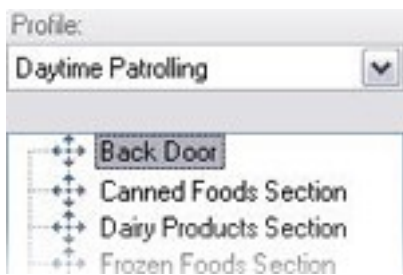 Profile:
Daytime Patrolling
Back Door
Canned Foods Section
Dairy Products Section
Frozen Foods Section